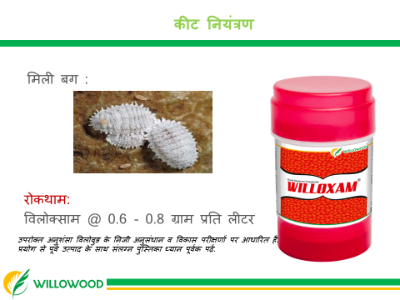 कीट नियंत्रण
मिली बग :
WILLOWOOD
WILLOXAM®
रोकथाम:
विलोक्साम @ 0.6 - 0.8 ग्राम प्रति लीटर
उपरोक्त अनुशंसा विलोवुड के निजी अनुसंधान व विकास परीक्षणों पर आधारित हैं.
प्रयोग से पूर्व उत्पाद के साथ संलग्न पुस्तिका ध्यान पूर्वक पढ़ें.
WILLOWOOD